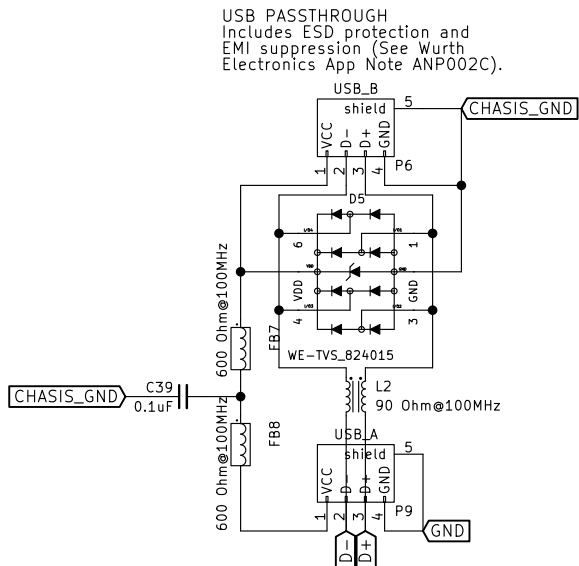 USB PASSTHROUGH
Includes ESD protection and
EMI suppression (See Wurth
Electronics App Note ANP002C).
USB_B
shield
5
CHASIS_GND
VCC
D-
D+
GND
1
2
3
4
P6
D5
6
1
VDD
GND
4
3
WE-TVS_824015
600 Ohm@100MHz
FB7
CHASIS_GND
C39
0.1uF
L2
90 Ohm@100MHz
600 Ohm@100MHz
FB8
USB_A
shield
5
VCC
D-
D+
GND
1
2
3
4
P9
GND
D-
D+